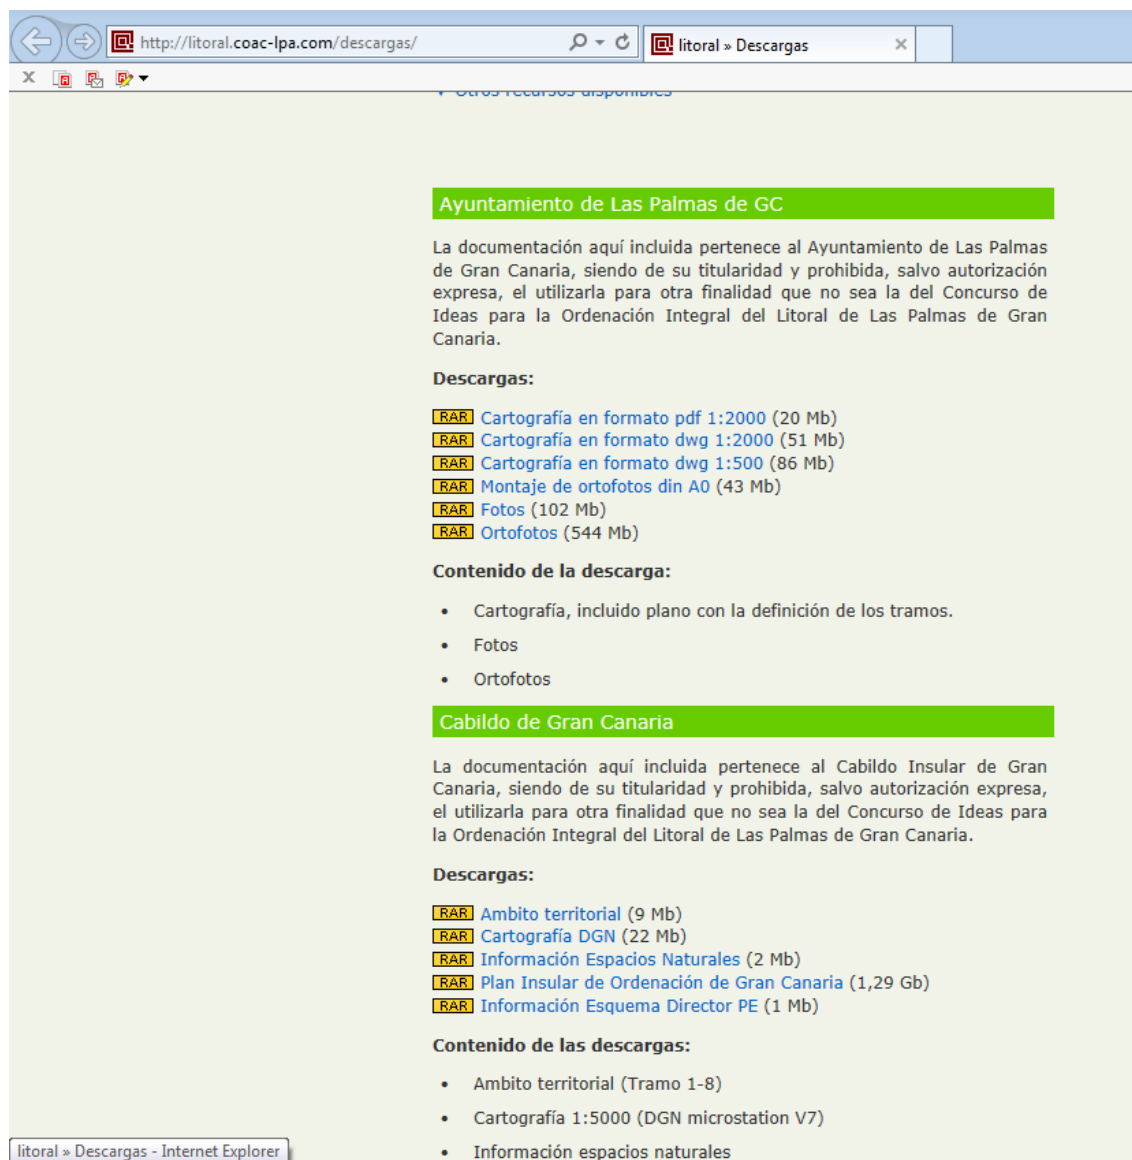 http://litoral.coac-lpa.com/descargas/
litoral » Descargas
Otros recursos disponibles
Ayuntamiento de Las Palmas de GC
La documentación aquí incluida pertenece al Ayuntamiento de Las Palmas
de Gran Canaria, siendo de su titularidad y prohibida, salvo autorización
expresa, el utilizarla para otra finalidad que no sea la del Concurso de
Ideas para la Ordenación Integral del Litoral de Las Palmas de Gran
Canaria.
Descargas:
RAR Cartografía en formato pdf 1:2000 (20 Mb)
RAR Cartografía en formato dwg 1:2000 (51 Mb)
RAR Cartografía en formato dwg 1:500 (86 Mb)
RAR Montaje de ortofotos din A0 (43 Mb)
RAR Fotos (102 Mb)
RAR Ortofotos (544 Mb)
Contenido de la descarga:
• Cartografía, incluido plano con la definición de los tramos.
• Fotos
• Ortofotos
Cabildo de Gran Canaria
La documentación aquí incluida pertenece al Cabildo Insular de Gran
Canaria, siendo de su titularidad y prohibida, salvo autorización expresa,
el utilizarla para otra finalidad que no sea la del Concurso de Ideas para
la Ordenación Integral del Litoral de Las Palmas de Gran Canaria.
Descargas:
RAR Ambito territorial (9 Mb)
RAR Cartografía DGN (22 Mb)
RAR Información Espacios Naturales (2 Mb)
RAR Plan Insular de Ordenación de Gran Canaria (1,29 Gb)
RAR Información Esquema Director PE (1 Mb)
Contenido de las descargas:
• Ambito territorial (Tramo 1-8)
• Cartografía 1:5000 (DGN microstation V7)
• Información espacios naturales
litoral » Descargas - Internet Explorer